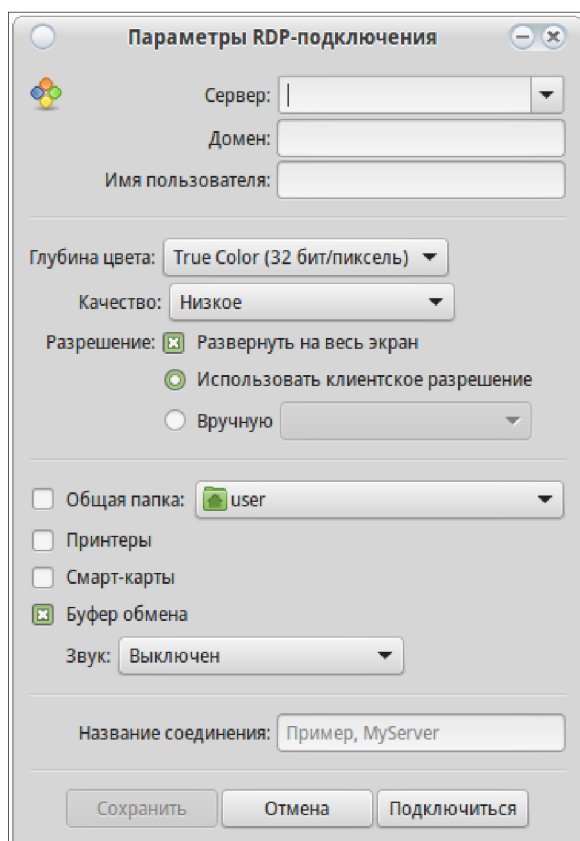 Параметры RDP-подключения
Сервер:
Домен:
Имя пользователя:
Глубина цвета: True Color (32 бит/пиксель)
Качество: Низкое
Разрешение: Развернуть на весь экран
Использовать клиентское разрешение
Вручную
Общая папка: user
Принтеры
Смарт-карты
Буфер обмена
Звук: Выключен
Название соединения: Пример, MyServer
Сохранить Отмена Подключиться